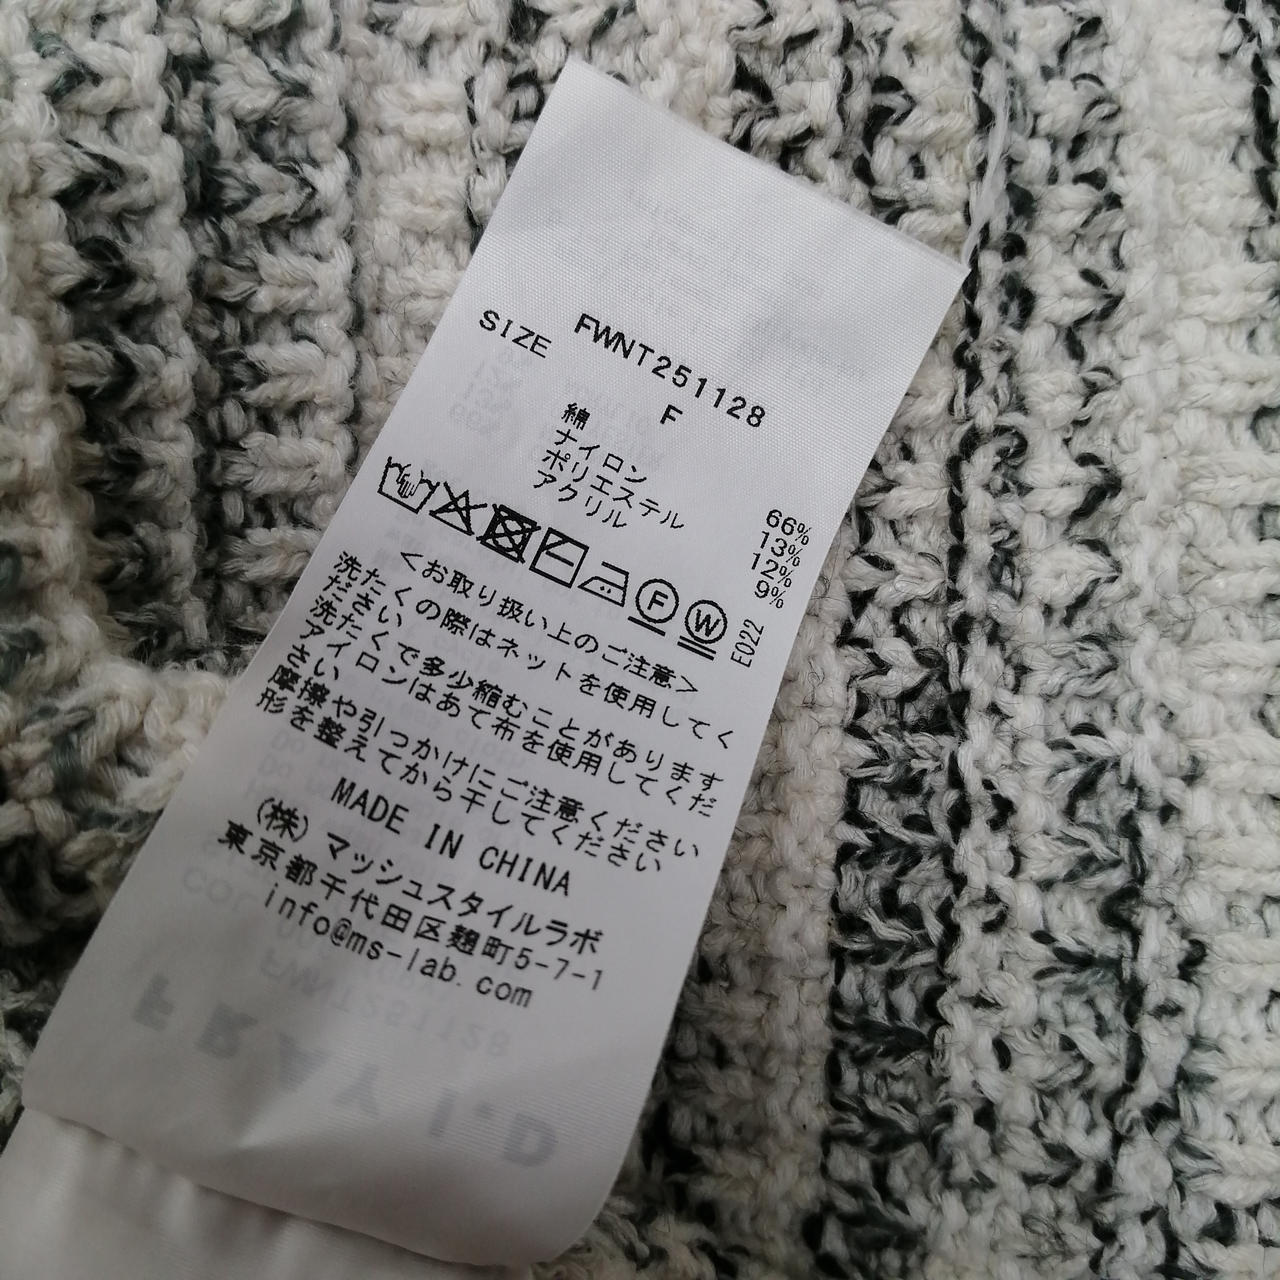 FWNT251128
SIZE F
綿 66%
ナイロン 13%
ポリエステル 12%
アクリル 9%
F W E022
<お取り扱い上のご注意>
洗たくの際はネットを使用してく
ださい
洗たくで多少縮むことがあります
アイロンはあて布を使用してくだ
さい
摩擦や引っかけにご注意ください
形を整えてから干してください
MADE IN CHINA
(株)マッシュスタイルラボ
東京都千代田区麹町5-7-1
info@ms-lab.com
FRAY I.D
FWNT251128